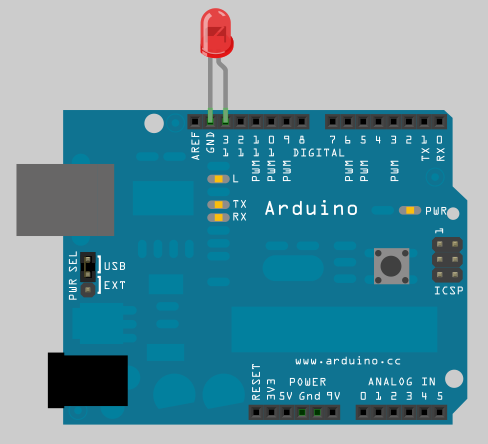 AREF GND 13 12 11 10 9 8 7 6 5 4 3 2 1 0
PWM PWM PWM DIGITAL PWM PWM PWM TX RX
L
TX
RX
Arduino
PWR
1
ICSP
PWR SEL
USB
EXT
www.arduino.cc
RESET 3V3 5V Gnd 9V
POWER
ANALOG IN
0 1 2 3 4 5